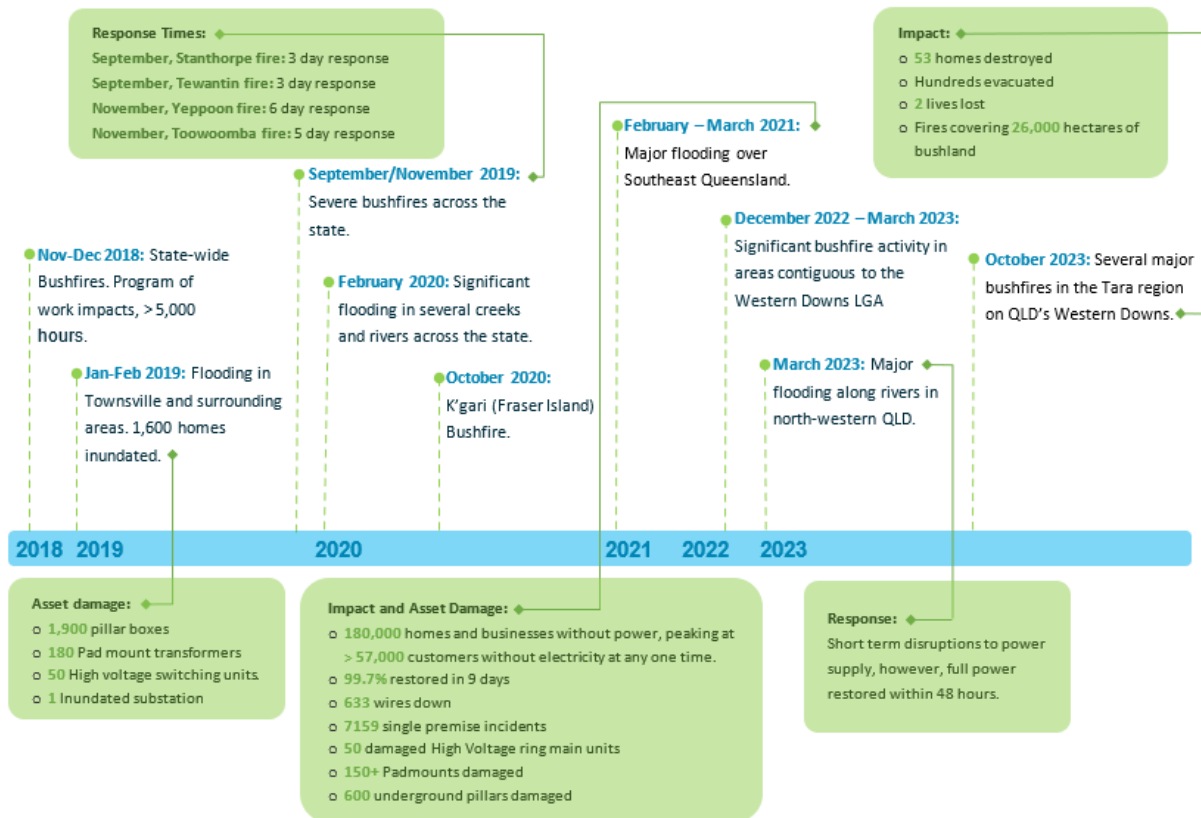 Response Times:
September, Stanthorpe fire: 3 day response
September, Tewantin fire: 3 day response
November, Yeppoon fire: 6 day response
November, Toowoomba fire: 5 day response
Impact:
53 homes destroyed
Hundreds evacuated
2 lives lost
Fires covering 26,000 hectares of
bushland
Nov-Dec 2018: State-wide
Bushfires. Program of
work impacts, >5,000
hours.
Jan-Feb 2019: Flooding in
Townsville and surrounding
areas. 1,600 homes
inundated.
September/November 2019:
Severe bushfires across the
state.
February 2020: Significant
flooding in several creeks
and rivers across the state.
October 2020:
K'gari (Fraser Island)
Bushfire.
February – March 2021:
Major flooding over
Southeast Queensland.
December 2022 – March 2023:
Significant bushfire activity in
areas contiguous to the
Western Downs LGA
March 2023: Major
flooding along rivers in
north-western QLD.
October 2023: Several major
bushfires in the Tara region
on QLD's Western Downs.
2018 2019 2020 2021 2022 2023
Asset damage:
1,900 pillar boxes
180 Pad mount transformers
50 High voltage switching units.
1 Inundated substation
Impact and Asset Damage:
180,000 homes and businesses without power, peaking at
> 57,000 customers without electricity at any one time.
99.7% restored in 9 days
633 wires down
7159 single premise incidents
50 damaged High Voltage ring main units
150+ Padmounts damaged
600 underground pillars damaged
Response:
Short term disruptions to power
supply, however, full power
restored within 48 hours.